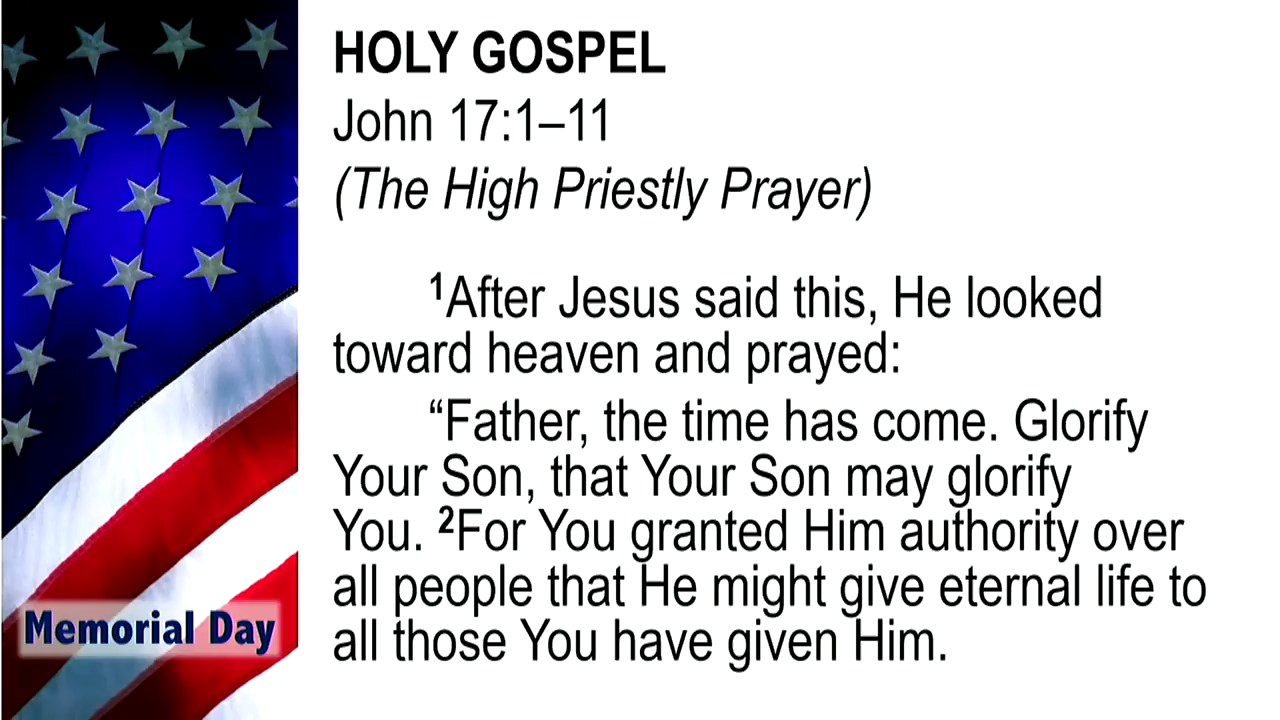 HOLY GOSPEL
John 17:1–11
(The High Priestly Prayer)
¹After Jesus said this, He looked
toward heaven and prayed:
“Father, the time has come. Glorify
Your Son, that Your Son may glorify
You. ²For You granted Him authority over
all people that He might give eternal life to
all those You have given Him.
Memorial Day